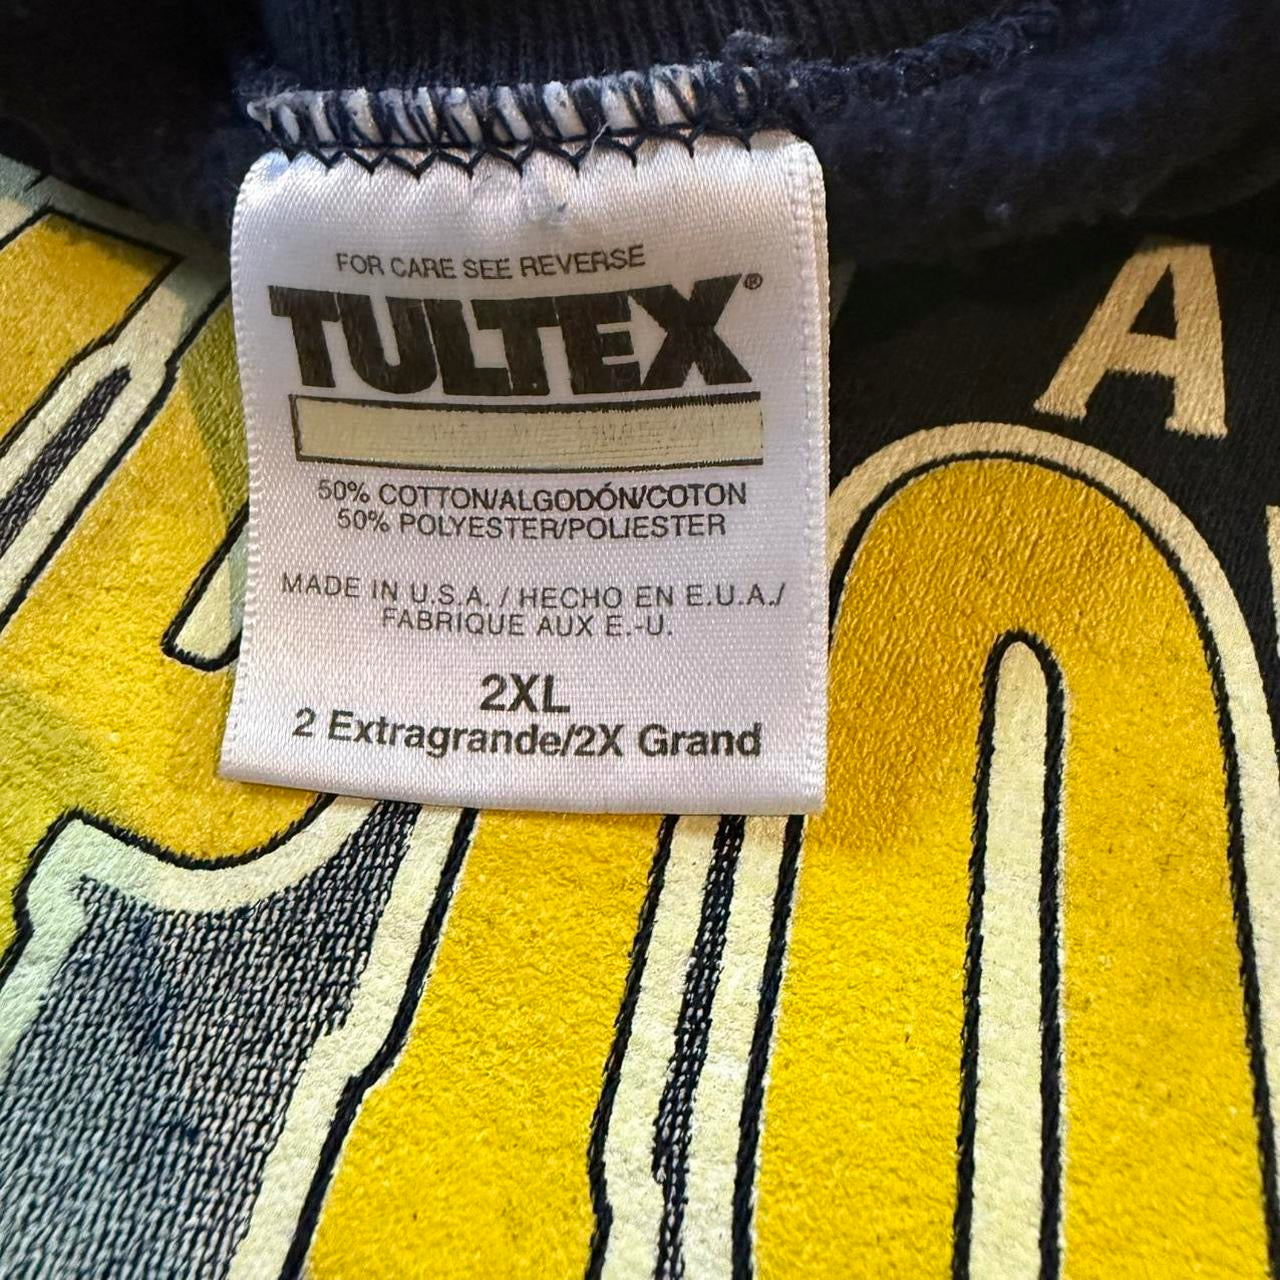 FOR CARE SEE REVERSE
TULTEX®
50% COTTON/ALGODÓN/COTON
50% POLYESTER/POLIESTER
MADE IN U.S.A. / HECHO EN E.U.A./
FABRIQUE AUX E.-U.
2XL
2 Extragrande/2X Grand
A